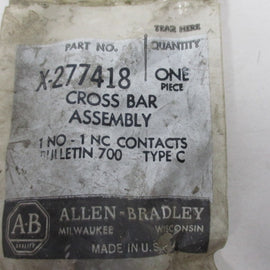 TEAR HERE
PART NO. QUANTITY
X-277418 ONE
PIECE
CROSS BAR
ASSEMBLY
1 NO - 1 NC CONTACTS
BULLETIN 700 TYPE C
A-B ALLEN-BRADLEY
QUALITY MILWAUKEE WISCONSIN
MADE IN U.S.